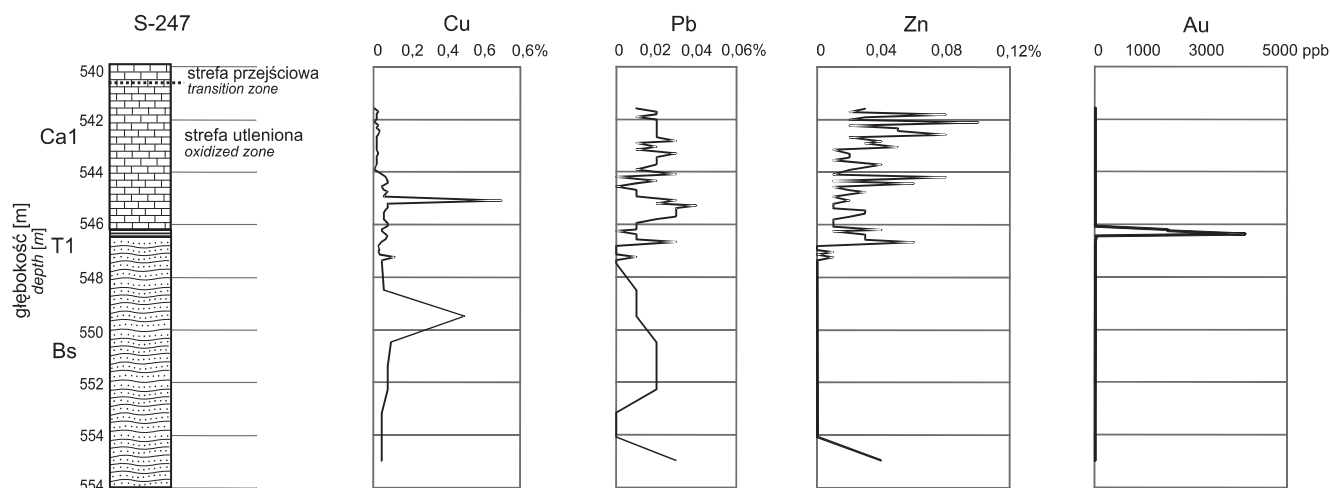 S-247 Cu Pb Zn Au
0 0,2 0,4 0,6 0,6%
0 0,02 0,04 0,06%
0 0,04 0,08 0,12%
0 1000 3000 5000 ppb
głębokość [m]
depth [m]
540
542
544
546
548
550
552
554
554
Ca1
T1
Bs
strefa przejściowa
transition zone
strefa utleniona
oxidized zone